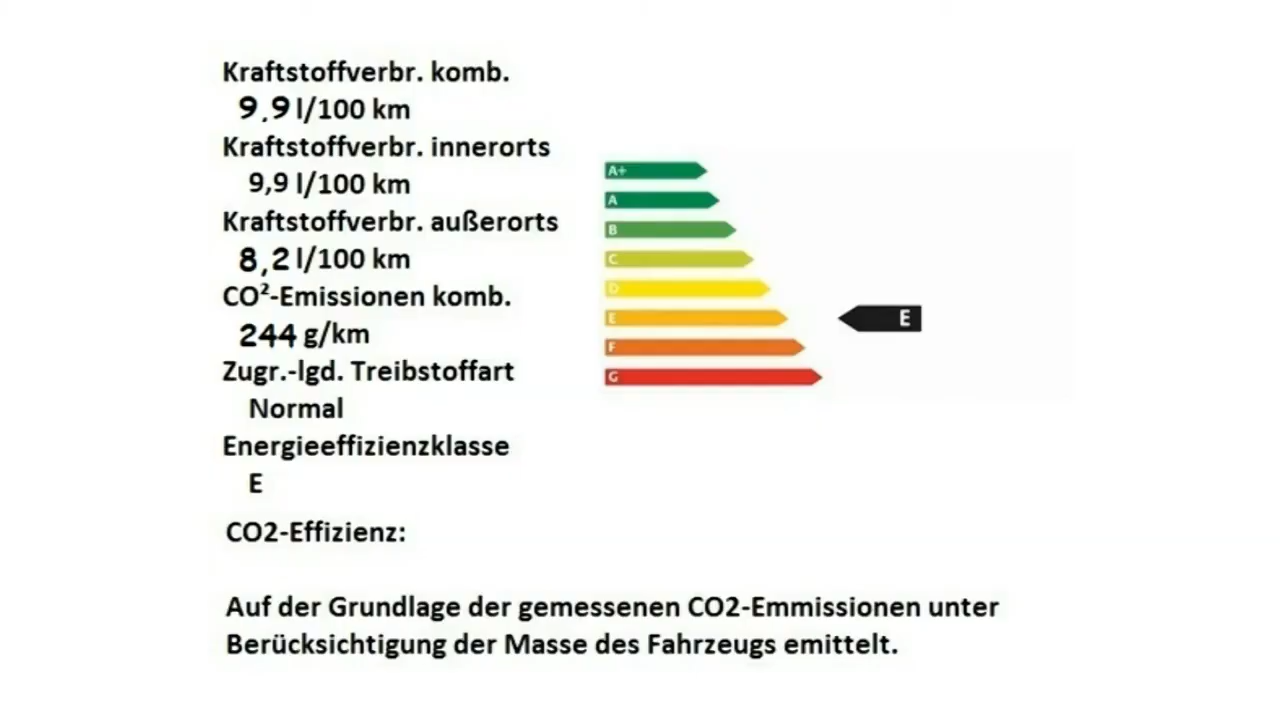 Kraftstoffverbr. komb.
9.9 l/100 km
Kraftstoffverbr. innerorts
9,9 l/100 km
Kraftstoffverbr. außerorts
8,2 l/100 km
CO²-Emissionen komb.
244 g/km
Zugr.-lgd. Treibstoffart
Normal
Energieeffizienzklasse
E
A+
A
B
C
D
E
F
G
E
CO2-Effizienz:
Auf der Grundlage der gemessenen CO2-Emmissionen unter
Berücksichtigung der Masse des Fahrzeugs emittelt.